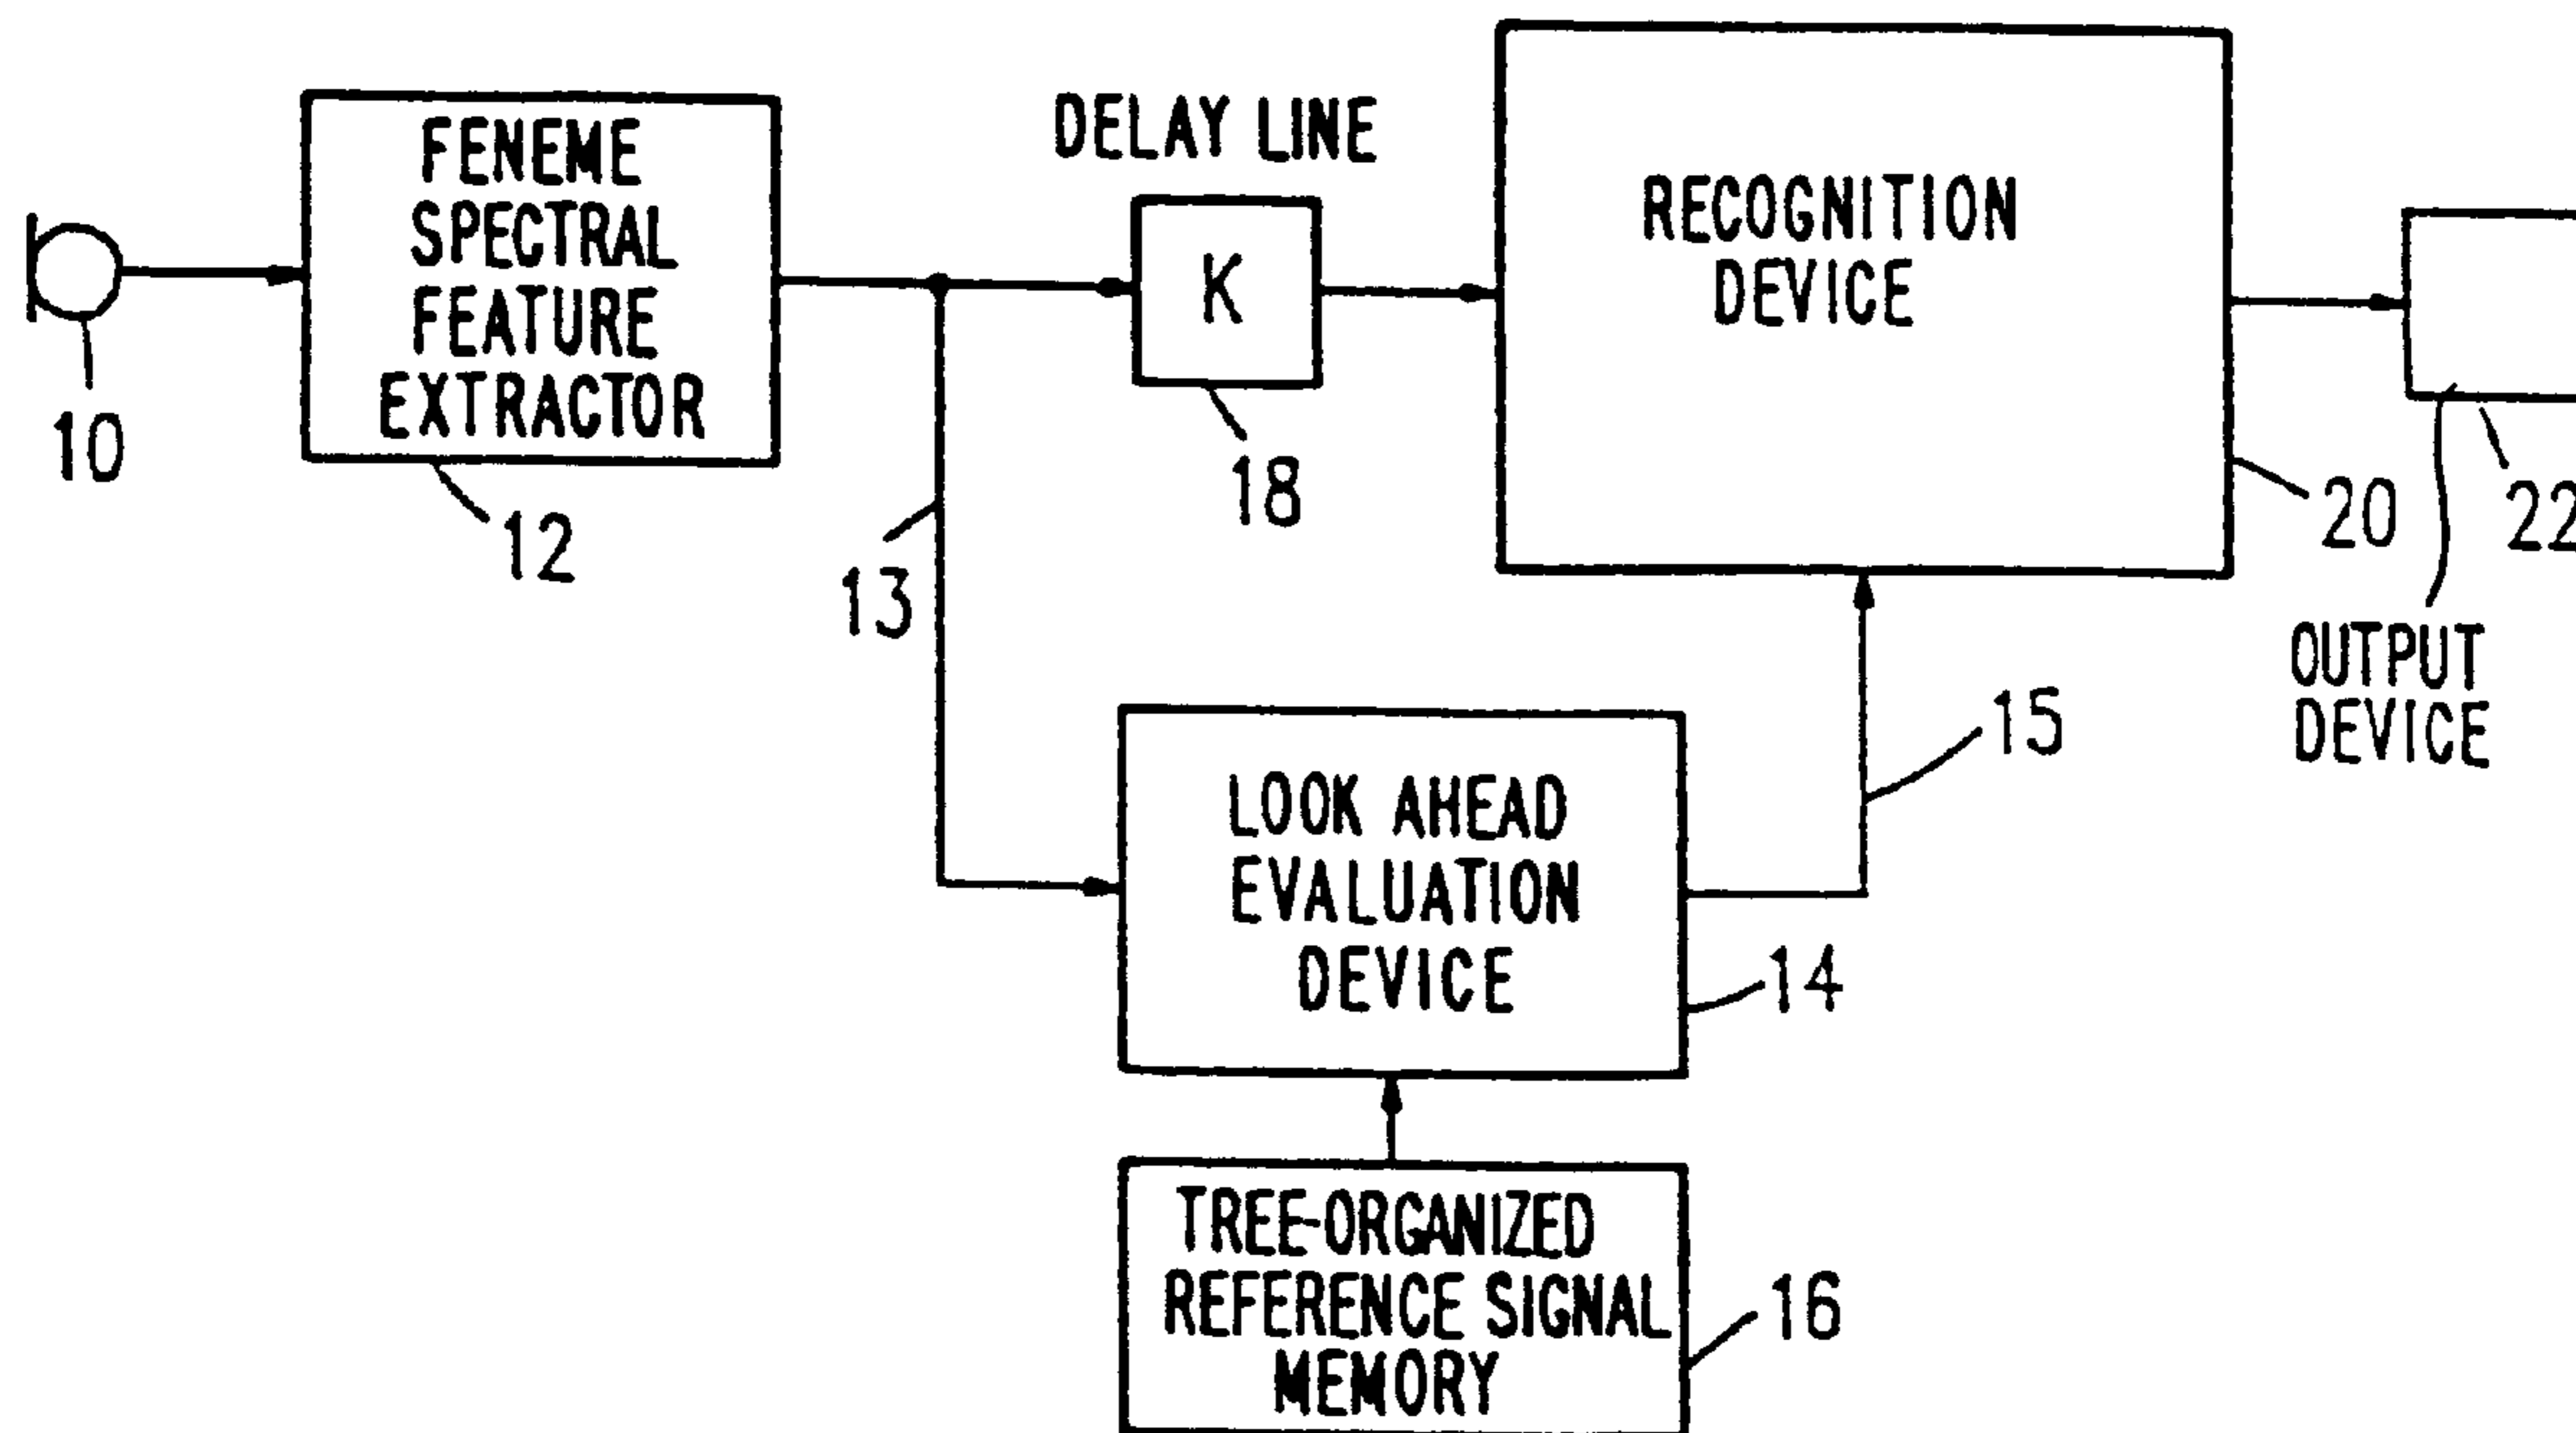 FENEME
SPECTRAL
FEATURE
EXTRACTOR
DELAY LINE
K
RECOGNITION
DEVICE
10
12
13
18
20
22
OUTPUT
DEVICE
15
LOOK AHEAD
EVALUATION
DEVICE
14
TREE-ORGANIZED
REFERENCE SIGNAL
MEMORY
16